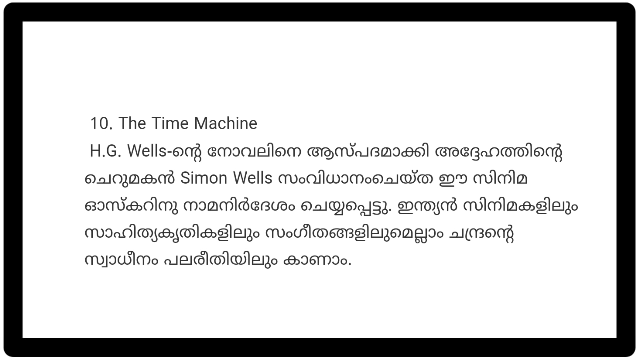 10. The Time Machine
H.G. Wells-ന്റെ നോവലിനെ ആസ്പദമാക്കി അദ്ദേഹത്തിന്റെ
ചെറുമകൻ Simon Wells സംവിധാനംചെയ്ത ഈ സിനിമ
ഓസ്കറിനു നാമനിർദേശം ചെയ്യപ്പെട്ടു. ഇന്ത്യൻ സിനിമകളിലും
സാഹിത്യകൃതികളിലും സംഗീതങ്ങളിലുമെല്ലാം ചന്ദ്രന്റെ
സ്വാധീനം പലരീതിയിലും കാണാം.